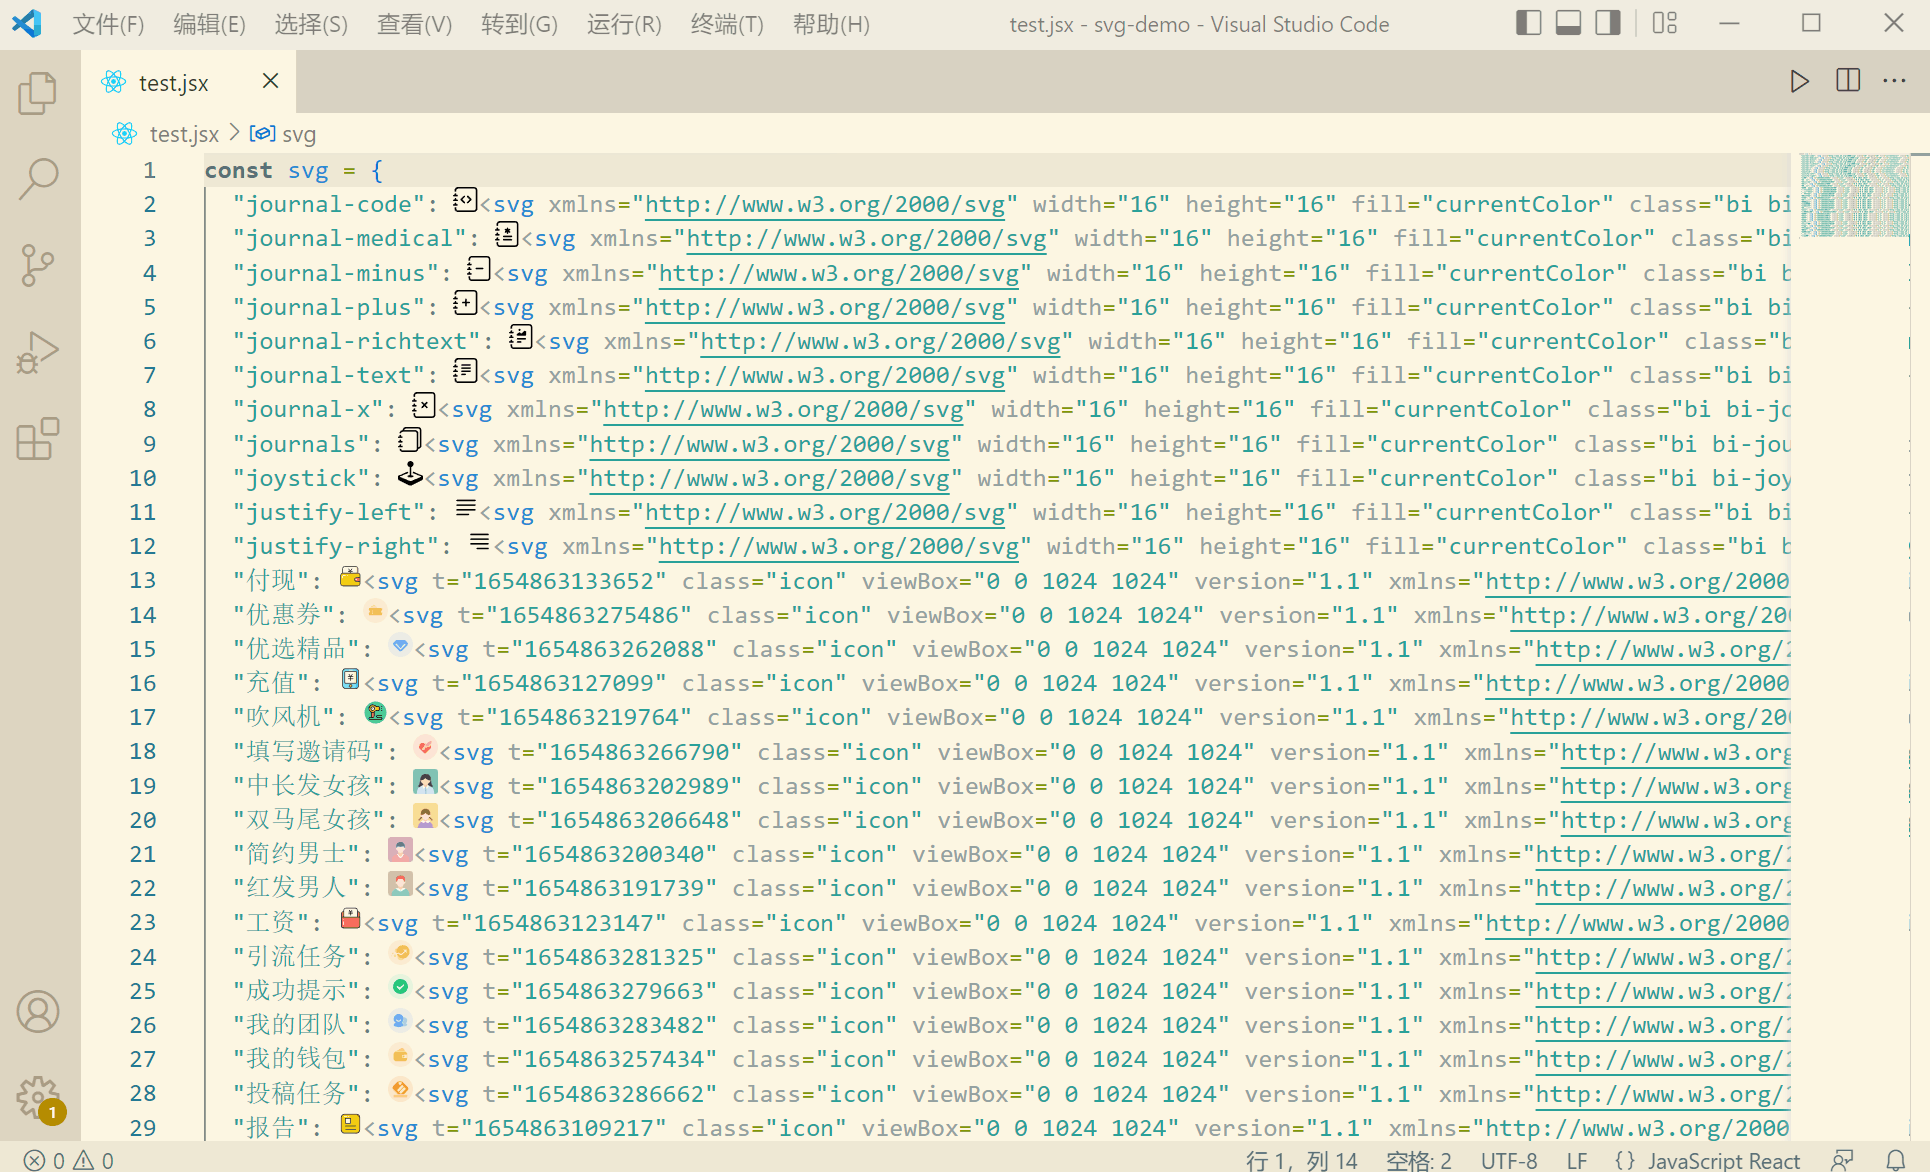 文件(F) 编辑(E) 选择(S) 查看(V) 转到(G) 运行(R) 终端(T) 帮助(H) test.jsx - svg-demo - Visual Studio Code
test.jsx
test.jsx > svg
1 const svg = {
2 "journal-code": <svg xmlns="http://www.w3.org/2000/svg" width="16" height="16" fill="currentColor" class="bi bi
3 "journal-medical": <svg xmlns="http://www.w3.org/2000/svg" width="16" height="16" fill="currentColor" class="bi
4 "journal-minus": <svg xmlns="http://www.w3.org/2000/svg" width="16" height="16" fill="currentColor" class="bi b
5 "journal-plus": <svg xmlns="http://www.w3.org/2000/svg" width="16" height="16" fill="currentColor" class="bi bi
6 "journal-richtext": <svg xmlns="http://www.w3.org/2000/svg" width="16" height="16" fill="currentColor" class="b
7 "journal-text": <svg xmlns="http://www.w3.org/2000/svg" width="16" height="16" fill="currentColor" class="bi bi
8 "journal-x": <svg xmlns="http://www.w3.org/2000/svg" width="16" height="16" fill="currentColor" class="bi bi-jo
9 "journals": <svg xmlns="http://www.w3.org/2000/svg" width="16" height="16" fill="currentColor" class="bi bi-jou
10 "joystick": <svg xmlns="http://www.w3.org/2000/svg" width="16" height="16" fill="currentColor" class="bi bi-joy
11 "justify-left": <svg xmlns="http://www.w3.org/2000/svg" width="16" height="16" fill="currentColor" class="bi bi
12 "justify-right": <svg xmlns="http://www.w3.org/2000/svg" width="16" height="16" fill="currentColor" class="bi b
13 "付现": <svg t="1654863133652" class="icon" viewBox="0 0 1024 1024" version="1.1" xmlns="http://www.w3.org/2000
14 "优惠券": <svg t="1654863275486" class="icon" viewBox="0 0 1024 1024" version="1.1" xmlns="http://www.w3.org/200
15 "优选精品": <svg t="1654863262088" class="icon" viewBox="0 0 1024 1024" version="1.1" xmlns="http://www.w3.org/2
16 "充值": <svg t="1654863127099" class="icon" viewBox="0 0 1024 1024" version="1.1" xmlns="http://www.w3.org/2000
17 "吹风机": <svg t="1654863219764" class="icon" viewBox="0 0 1024 1024" version="1.1" xmlns="http://www.w3.org/200
18 "填写邀请码": <svg t="1654863266790" class="icon" viewBox="0 0 1024 1024" version="1.1" xmlns="http://www.w3.org
19 "中长发女孩": <svg t="1654863202989" class="icon" viewBox="0 0 1024 1024" version="1.1" xmlns="http://www.w3.org
20 "双马尾女孩": <svg t="1654863206648" class="icon" viewBox="0 0 1024 1024" version="1.1" xmlns="http://www.w3.org
21 "简约男士": <svg t="1654863200340" class="icon" viewBox="0 0 1024 1024" version="1.1" xmlns="http://www.w3.org/2
22 "红发男人": <svg t="1654863191739" class="icon" viewBox="0 0 1024 1024" version="1.1" xmlns="http://www.w3.org/2
23 "工资": <svg t="1654863123147" class="icon" viewBox="0 0 1024 1024" version="1.1" xmlns="http://www.w3.org/2000
24 "引流任务": <svg t="1654863281325" class="icon" viewBox="0 0 1024 1024" version="1.1" xmlns="http://www.w3.org/2
25 "成功提示": <svg t="1654863279663" class="icon" viewBox="0 0 1024 1024" version="1.1" xmlns="http://www.w3.org/2
26 "我的团队": <svg t="1654863283482" class="icon" viewBox="0 0 1024 1024" version="1.1" xmlns="http://www.w3.org/2
27 "我的钱包": <svg t="1654863257434" class="icon" viewBox="0 0 1024 1024" version="1.1" xmlns="http://www.w3.org/2
28 "投稿任务": <svg t="1654863286662" class="icon" viewBox="0 0 1024 1024" version="1.1" xmlns="http://www.w3.org/2
29 "报告": <svg t="1654863109217" class="icon" viewBox="0 0 1024 1024" version="1.1" xmlns="http://www.w3.org/2000
1
0 0 行 1，列 14 空格: 2 UTF-8 LF {} JavaScript React